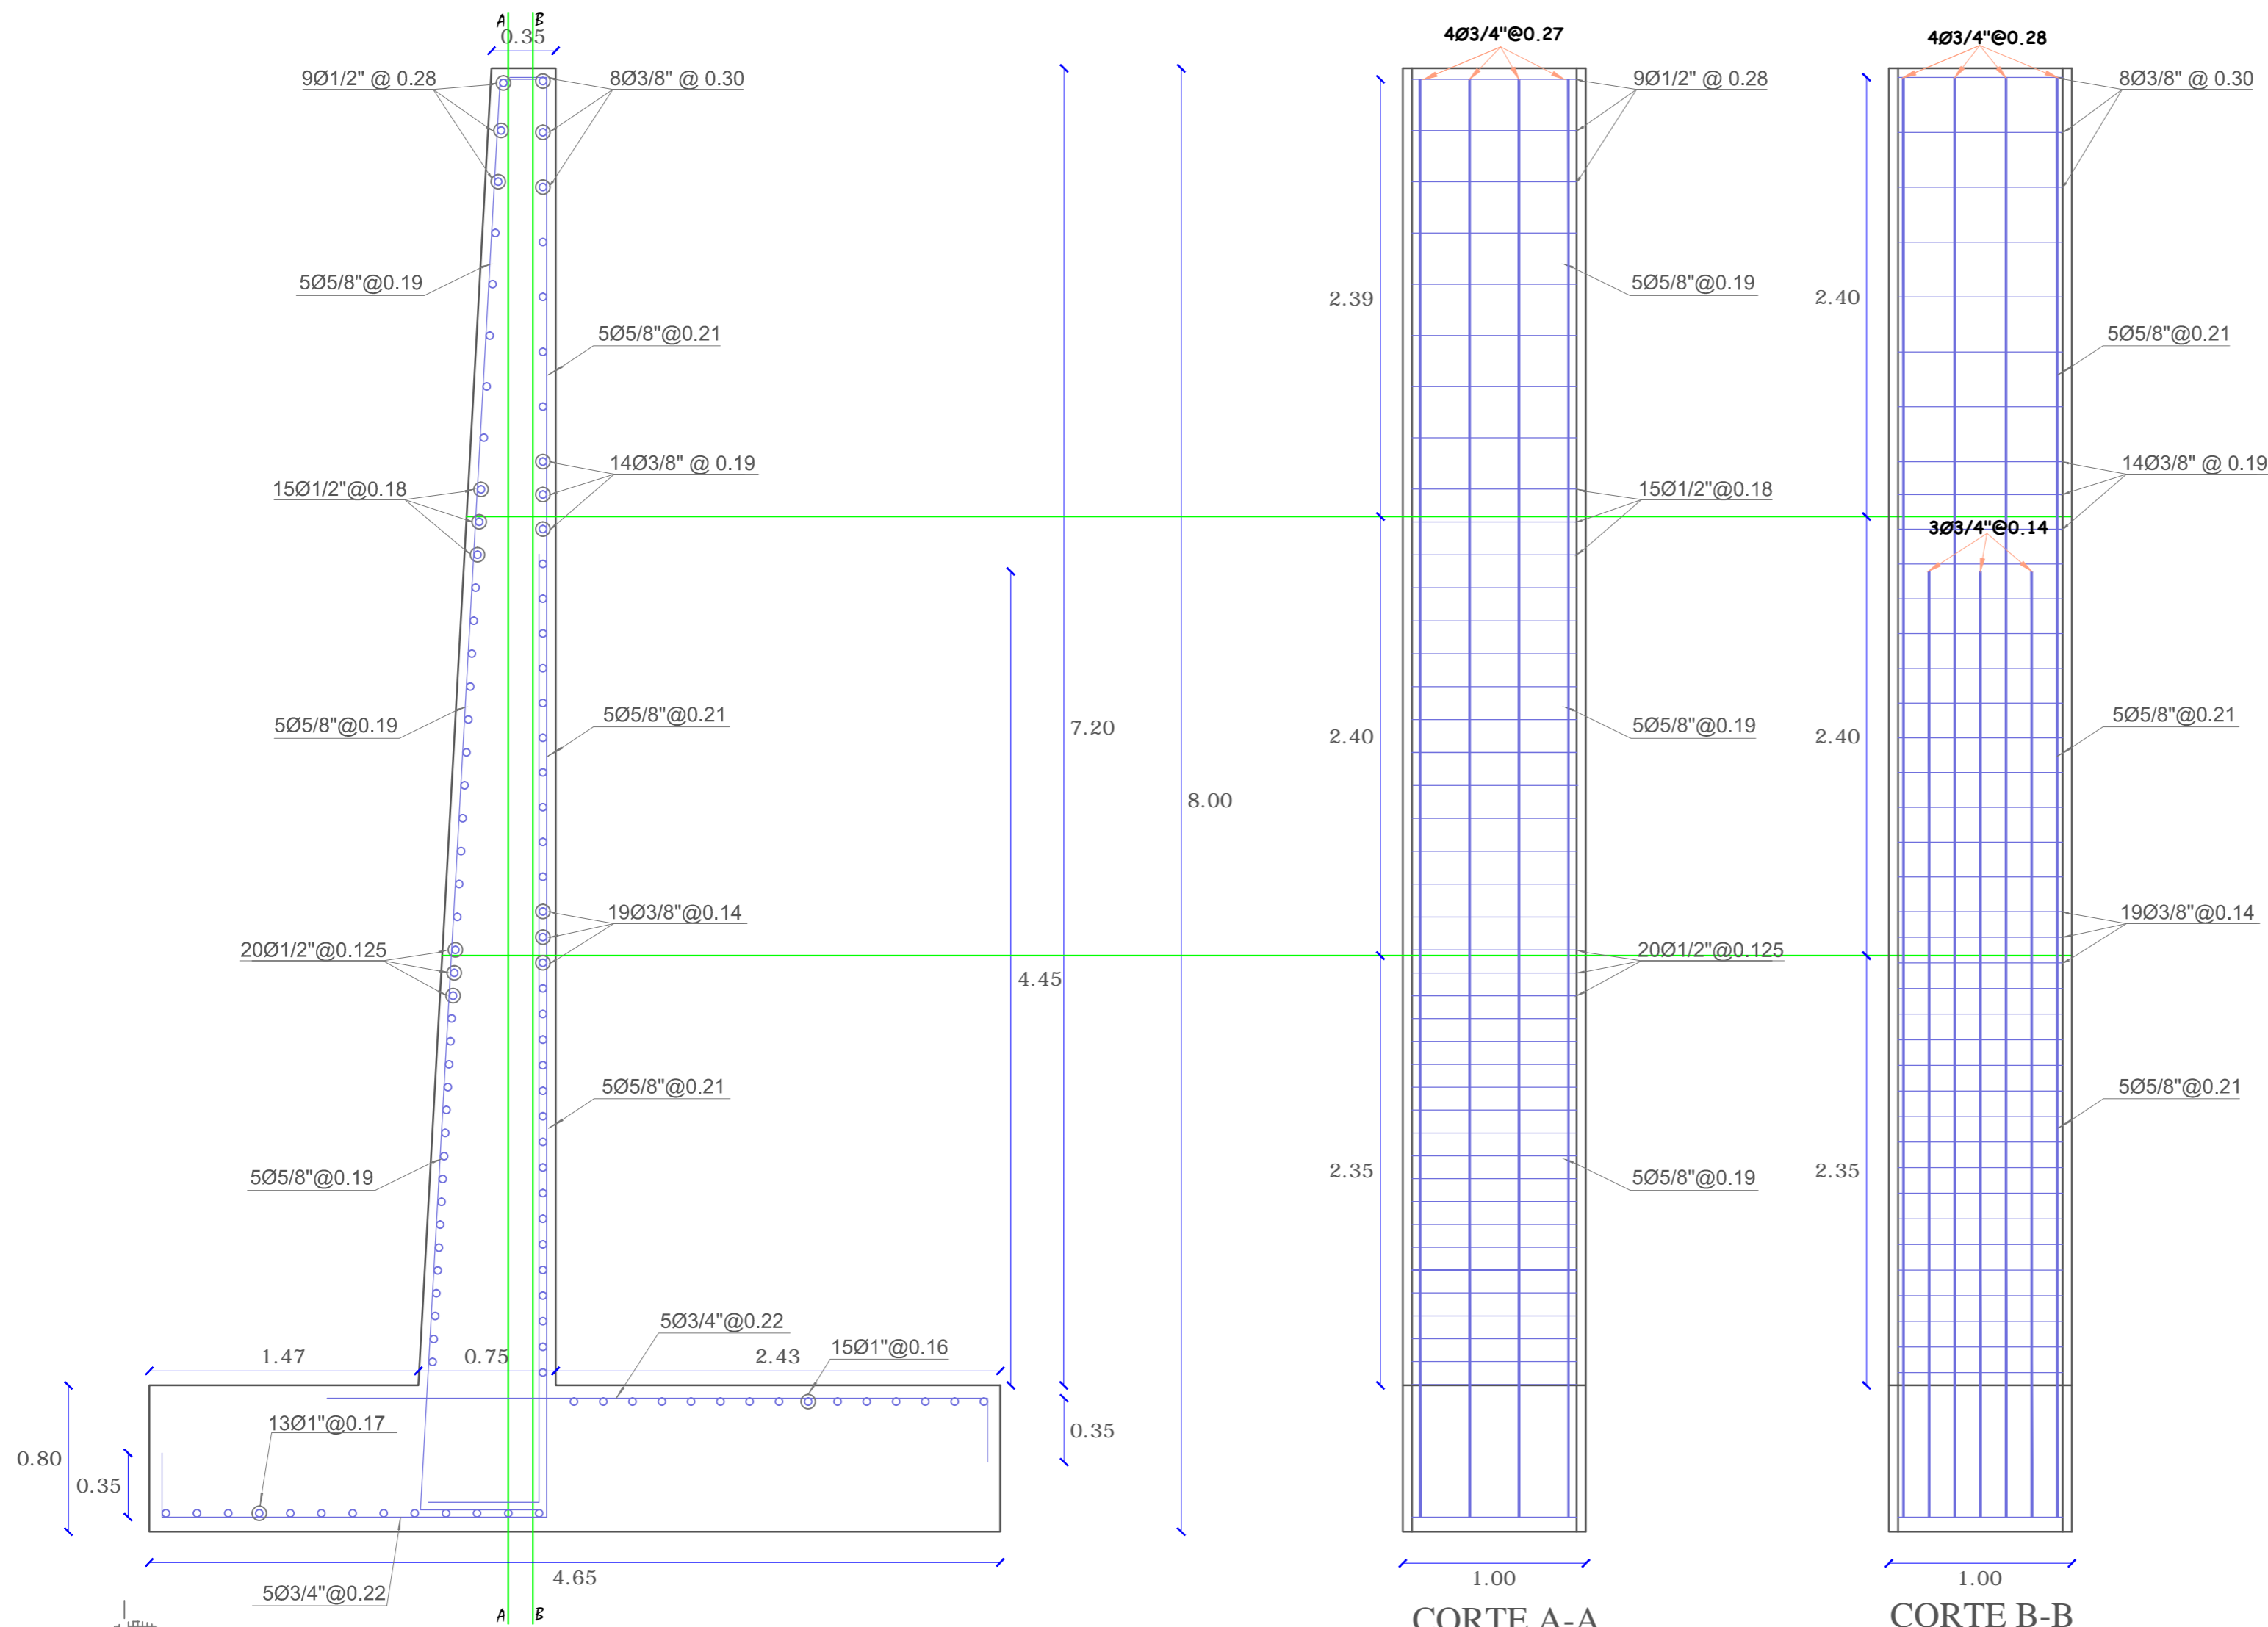 A B
0.35
4Ø3/4"@0.27
4Ø3/4"@0.28
9Ø1/2" @ 0.28
8Ø3/8" @ 0.30
9Ø1/2" @ 0.28
8Ø3/8" @ 0.30
5Ø5/8"@0.19
5Ø5/8"@0.21
2.39
5Ø5/8"@0.19
2.40
5Ø5/8"@0.21
15Ø1/2"@0.18
14Ø3/8" @ 0.19
15Ø1/2"@0.18
14Ø3/8" @ 0.19
3Ø3/4"@0.14
5Ø5/8"@0.19
5Ø5/8"@0.21
7.20
2.40
5Ø5/8"@0.19
2.40
5Ø5/8"@0.21
8.00
20Ø1/2"@0.125
19Ø3/8"@0.14
4.45
20Ø1/2"@0.125
19Ø3/8"@0.14
5Ø5/8"@0.19
5Ø5/8"@0.21
2.35
5Ø5/8"@0.19
2.35
5Ø5/8"@0.21
5Ø3/4"@0.22
15Ø1"@0.16
1.47
0.75
2.43
13Ø1"@0.17
0.35
0.80
0.35
4.65
5Ø3/4"@0.22
1.00
1.00
A B
CORTE A-A
CORTE B-B